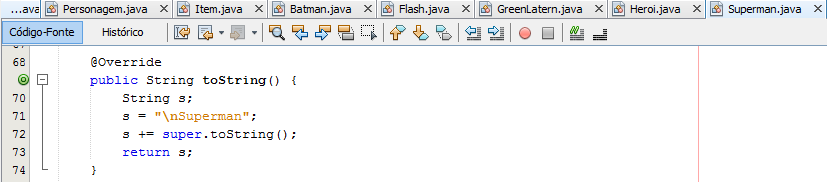 ...ava Personagem.java Item.java Batman.java Flash.java GreenLatern.java Heroi.java Superman.java
Código-Fonte Histórico
68 @Override
public String toString() {
70 String s;
71 s = "\nSuperman";
72 s += super.toString();
73 return s;
74 }